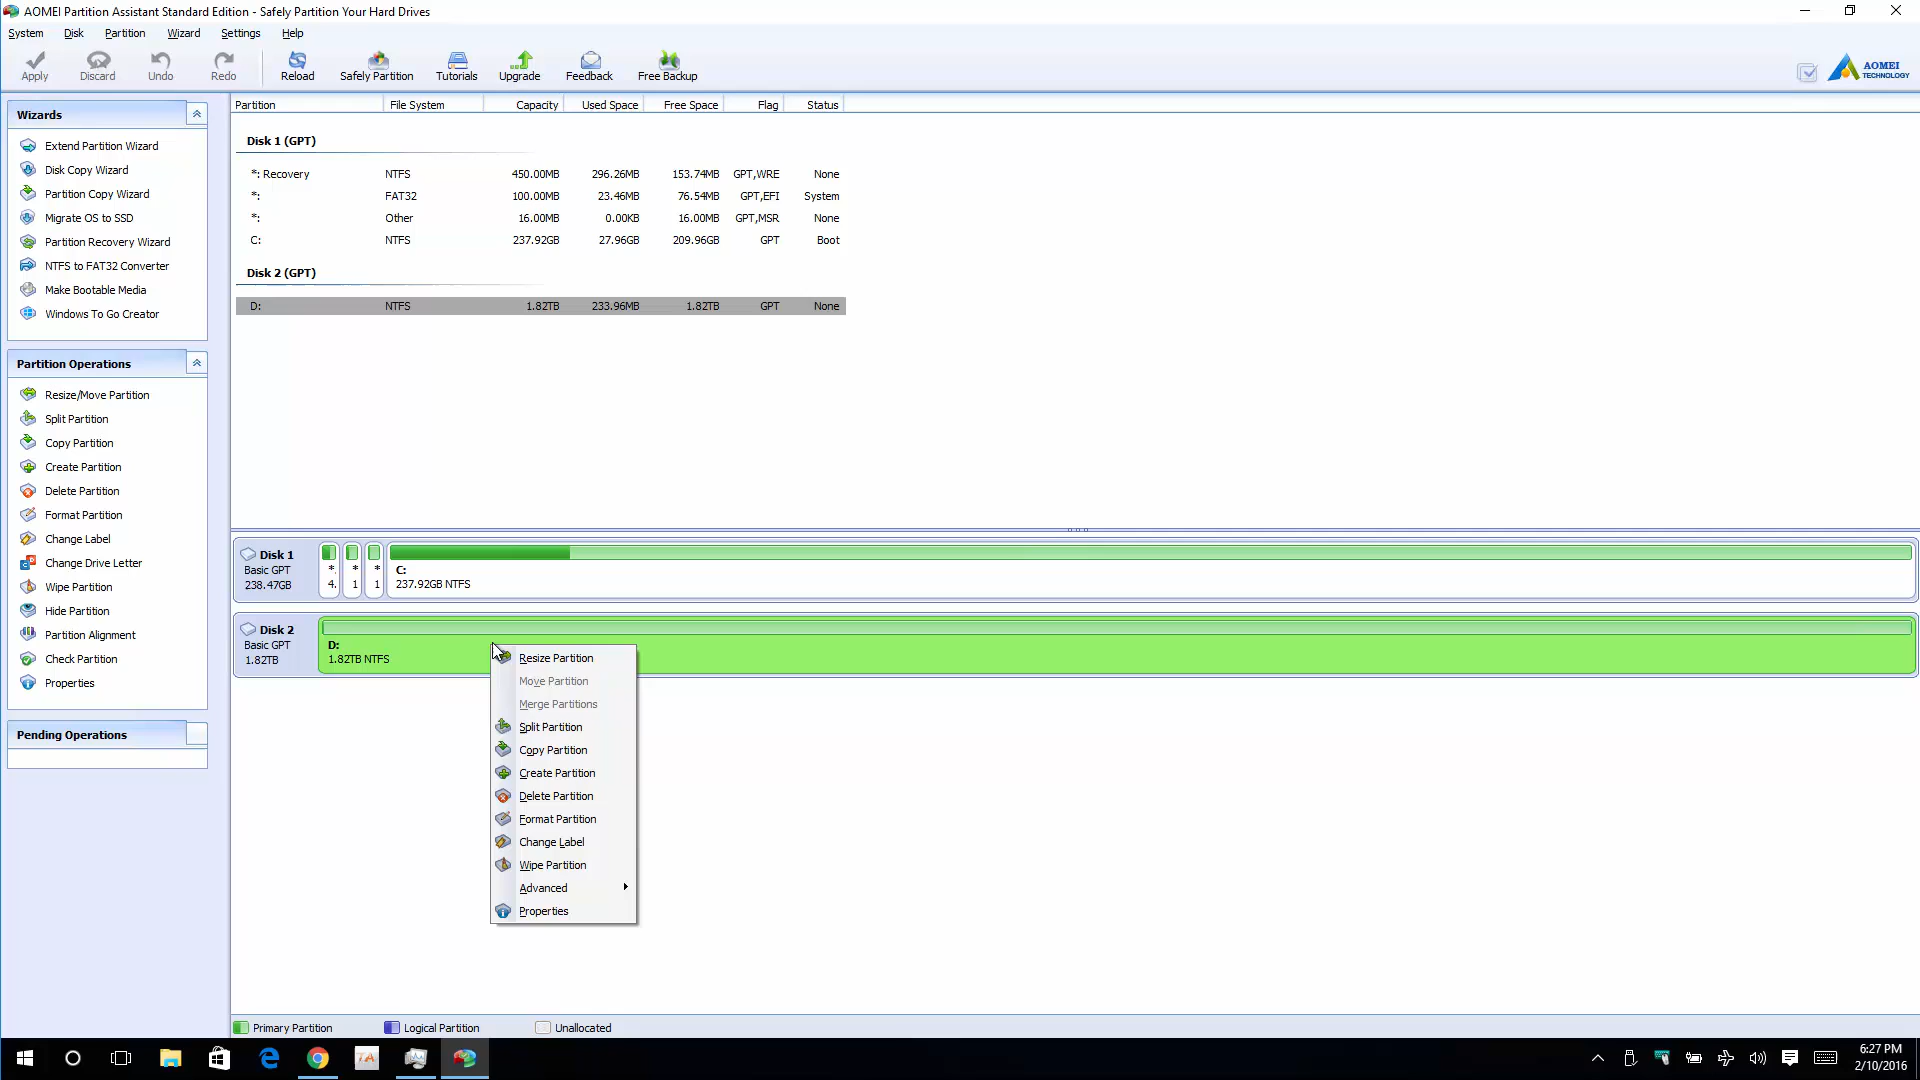 AOMEI Partition Assistant Standard Edition - Safely Partition Your Hard Drives
System Disk Partition Wizard Settings Help
Apply Discard Undo Redo Reload Safely Partition Tutorials Upgrade Feedback Free Backup
AOMEI
TECHNOLOGY
Wizards
Extend Partition Wizard
Disk Copy Wizard
Partition Copy Wizard
Migrate OS to SSD
Partition Recovery Wizard
NTFS to FAT32 Converter
Make Bootable Media
Windows To Go Creator
Partition Operations
Resize/Move Partition
Split Partition
Copy Partition
Create Partition
Delete Partition
Format Partition
Change Label
Change Drive Letter
Wipe Partition
Hide Partition
Partition Alignment
Check Partition
Properties
Pending Operations
Partition File System Capacity Used Space Free Space Flag Status
Disk 1 (GPT)
*: Recovery NTFS 450.00MB 296.26MB 153.74MB GPT,WRE None
*: FAT32 100.00MB 23.46MB 76.54MB GPT,EFI System
*: Other 16.00MB 0.00KB 16.00MB GPT,MSR None
C: NTFS 237.92GB 27.96GB 209.96GB GPT Boot
Disk 2 (GPT)
D: NTFS 1.82TB 233.96MB 1.82TB GPT None
Disk 1
Basic GPT
238.47GB
* * * C:
4. 1 1 237.92GB NTFS
Disk 2
Basic GPT
1.82TB
D:
1.82TB NTFS
Resize Partition
Move Partition
Merge Partitions
Split Partition
Copy Partition
Create Partition
Delete Partition
Format Partition
Change Label
Wipe Partition
Advanced
Properties
Primary Partition Logical Partition Unallocated
6:27 PM
2/10/2016